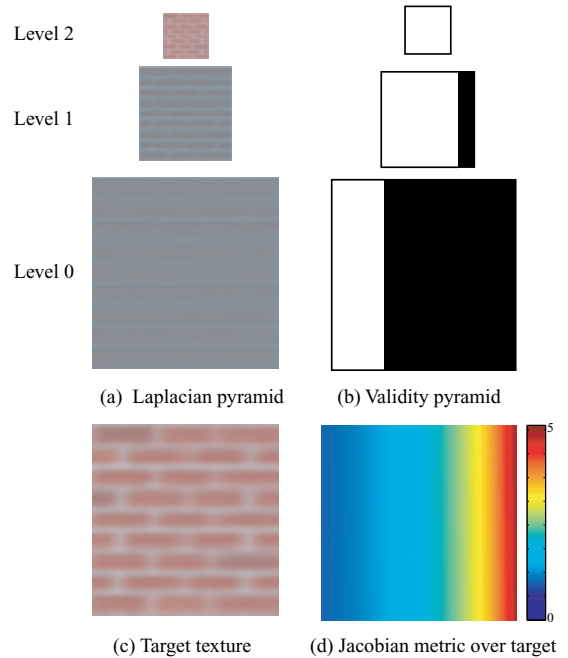 Level 2
Level 1
Level 0
(a) Laplacian pyramid
(b) Validity pyramid
5
0
(c) Target texture
(d) Jacobian metric over target